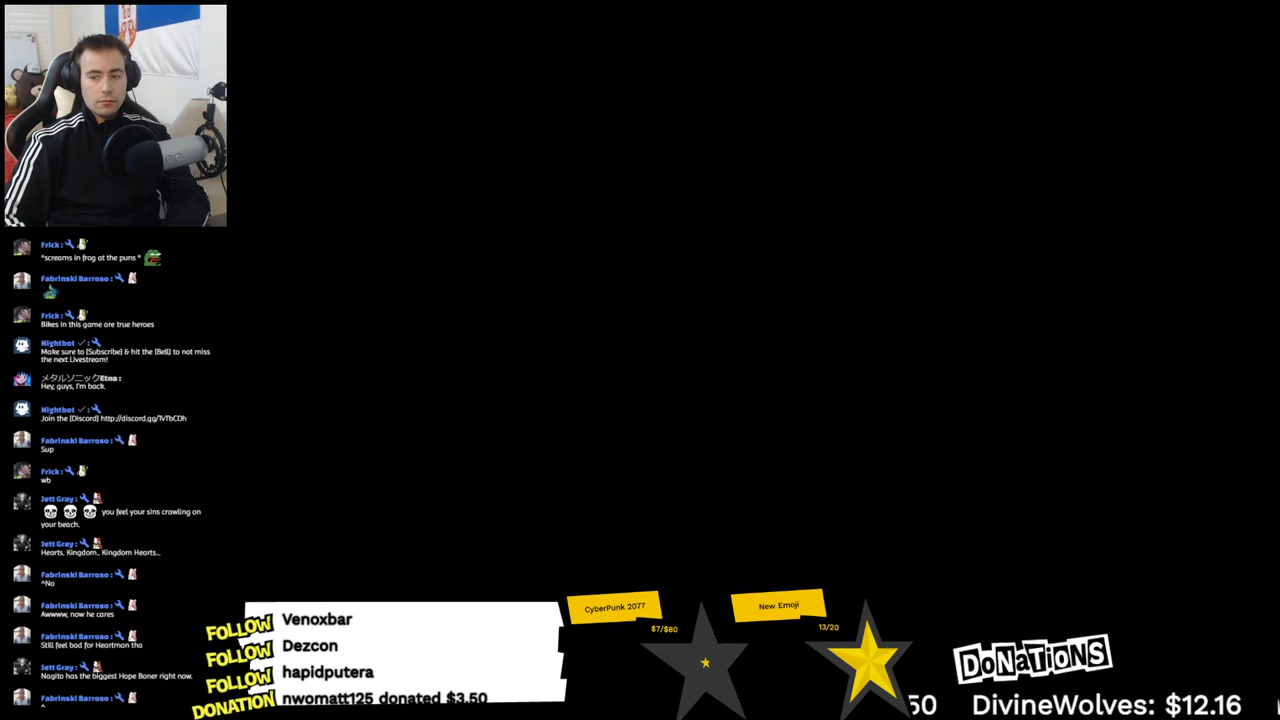 Frick :
*screams in frog at the puns *
Fabrinski Barroso :
Frick :
Bikes in this game are true heroes
Nightbot ✓ :
Make sure to [Subscribe] & hit the [Bell] to not miss
the next Livestream!
メタルソニックEtna :
Hey, guys, I'm back.
Nightbot ✓ :
Join the [Discord] http://discord.gg/TvTbCDh
Fabrinski Barroso :
Sup
Frick :
wb
Jett Gray :
you feel your sins crawling on
your beach.
Jett Gray :
Hearts. Kingdom.. Kingdom Hearts...
Fabrinski Barroso :
^No
Fabrinski Barroso :
Awwww, now he cares
Fabrinski Barroso :
Still feel bad for Heartman tho
Jett Gray :
Nagito has the biggest Hope Boner right now.
Fabrinski Barroso :
^
FOLLOW Venoxbar
FOLLOW Dezcon
FOLLOW hapidputera
DONATION nwomatt125 donated $3.50
CyberPunk 2077
$7/$80
New Emoji
13/20
DONATIONS
50 DivineWolves: $12.16